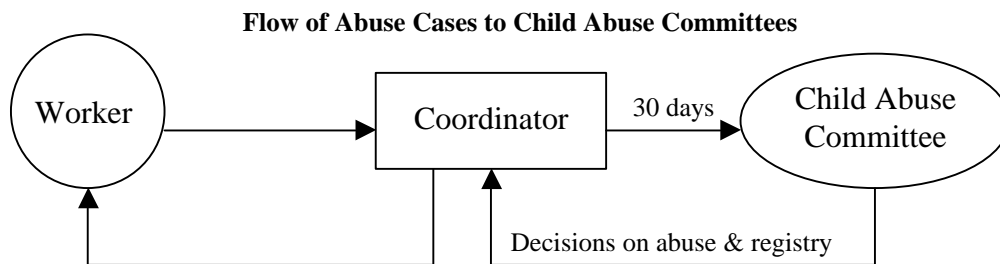 Flow of Abuse Cases to Child Abuse Committees
Worker
Coordinator
30 days
Child Abuse
Committee
Decisions on abuse & registry